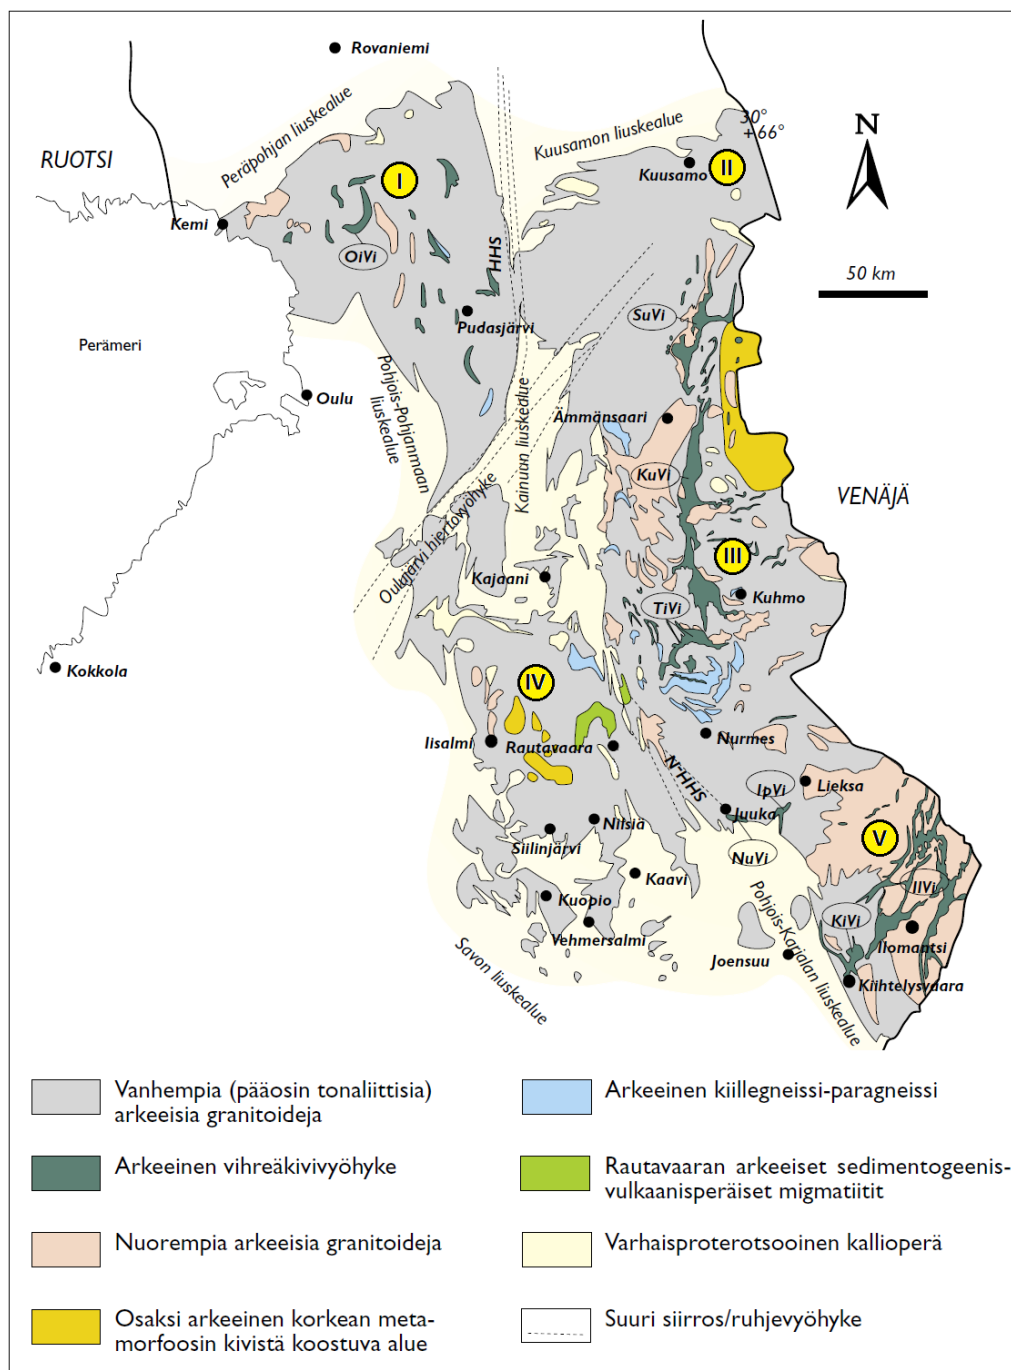 Rovaniemi
Peräpohjan liuskealue
Kuusamon liuskealue
30°
+66°
N
RUOTSI
I
II
Kuusamo
Kemi
OiVi
HHS
50 km
SuVi
Pudasjärvi
Perämeri
Oulu
Pohjois-Pohjanmaan
liuskealue
Kainuun liuskealue
Ämmänsaari
KuVi
VENÄJÄ
Oulujärvi hiertovyöhyke
III
Kajaani
TiVi
Kuhmo
Kokkola
IV
Iisalmi
Rautavaara
Nurmes
N-HHS
IpVi
Lieksa
Juuka
Nilsiä
Siilinjärvi
NuVi
V
Kaavi
IlVi
Kuopio
KiVi
Vehmersalmi
Ilomantsi
Savon liuskealue
Joensuu
Pohjois-Karjalan liuskealue
Kiihtelysvaara
Vanhempia (pääosin tonaliittisia)
arkeeisia granitoideja
Arkeeinen vihreäkivivyöhyke
Nuorempia arkeeisia granitoideja
Osaksi arkeeinen korkean meta-
morfoosin kivistä koostuva alue
Arkeeinen kiillegneissi-paragneissi
Rautavaaran arkeeiset sedimentogeenis-
vulkaanisperäiset migmatiitit
Varhaisproterotsooinen kallioperä
Suuri siirros/ruhjevyöhyke